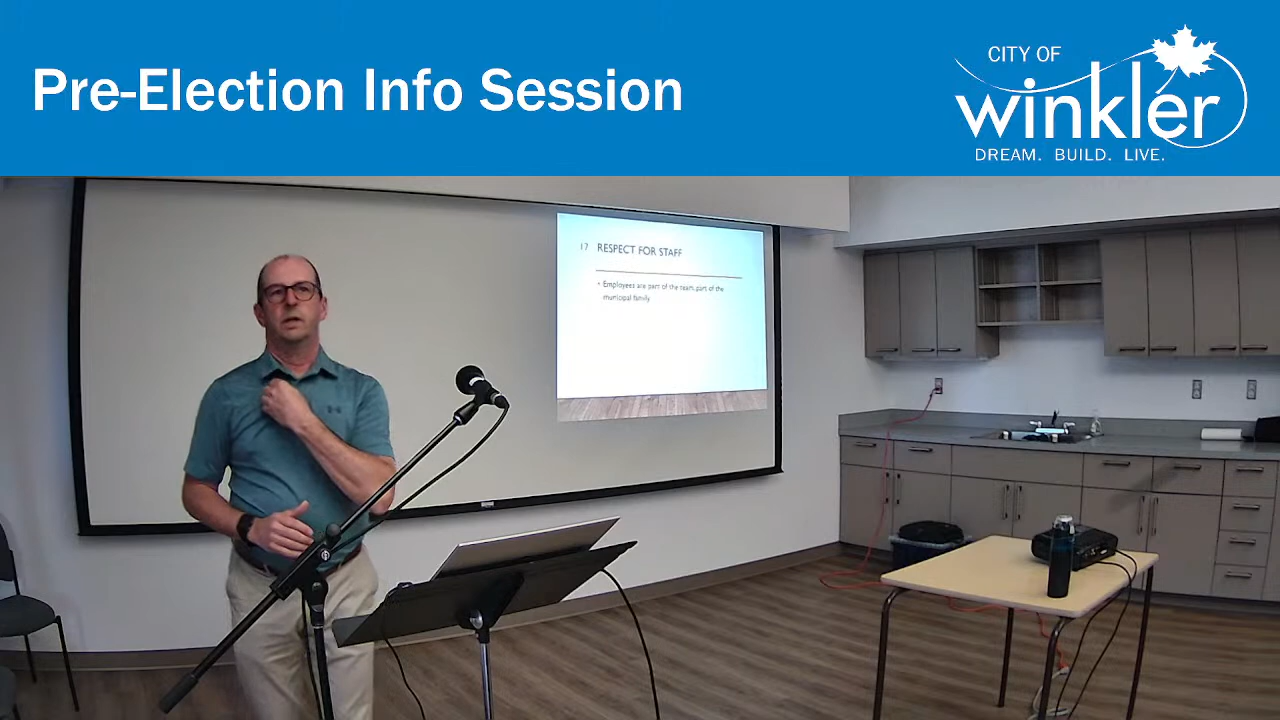 Pre-Election Info Session
CITY OF
winkler
DREAM. BUILD. LIVE.
17 RESPECT FOR STAFF
• Employees are part of the team, part of the
municipal family